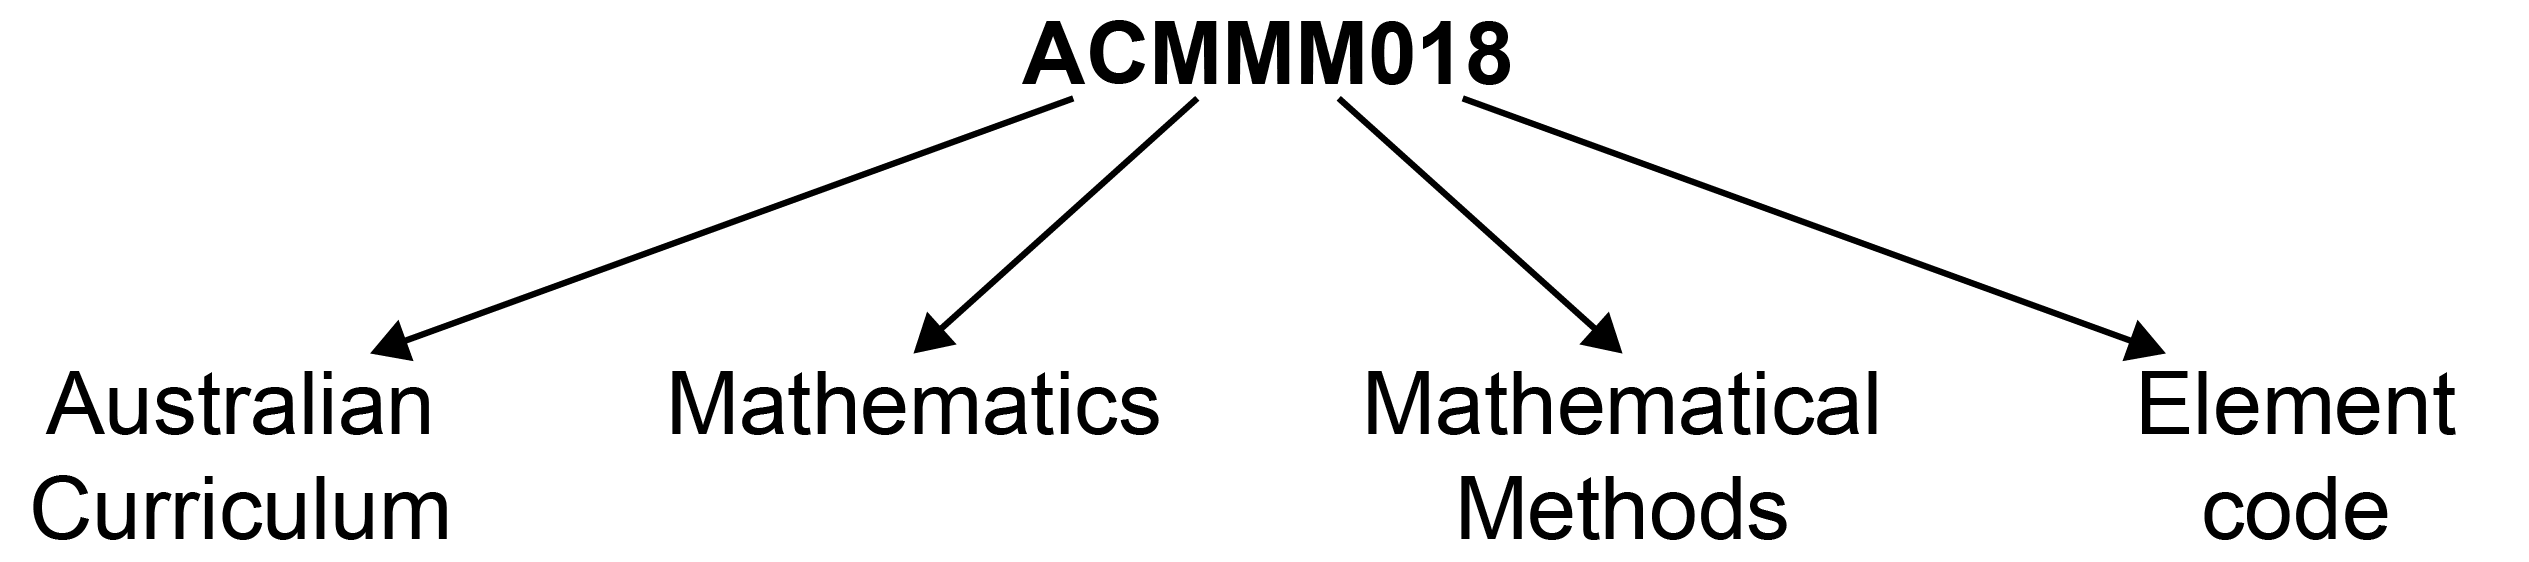 ACMMM018
Australian
Curriculum
Mathematics
Mathematical
Methods
Element
code